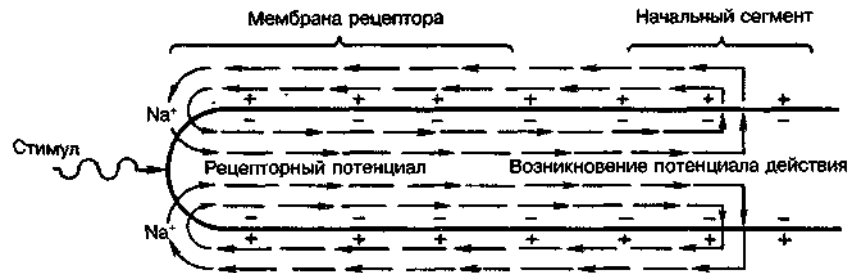 Мембрана рецептора Начальный сегмент
Na⁺
Стимул
Рецепторный потенциал Возникновение потенциала действия
Na⁺